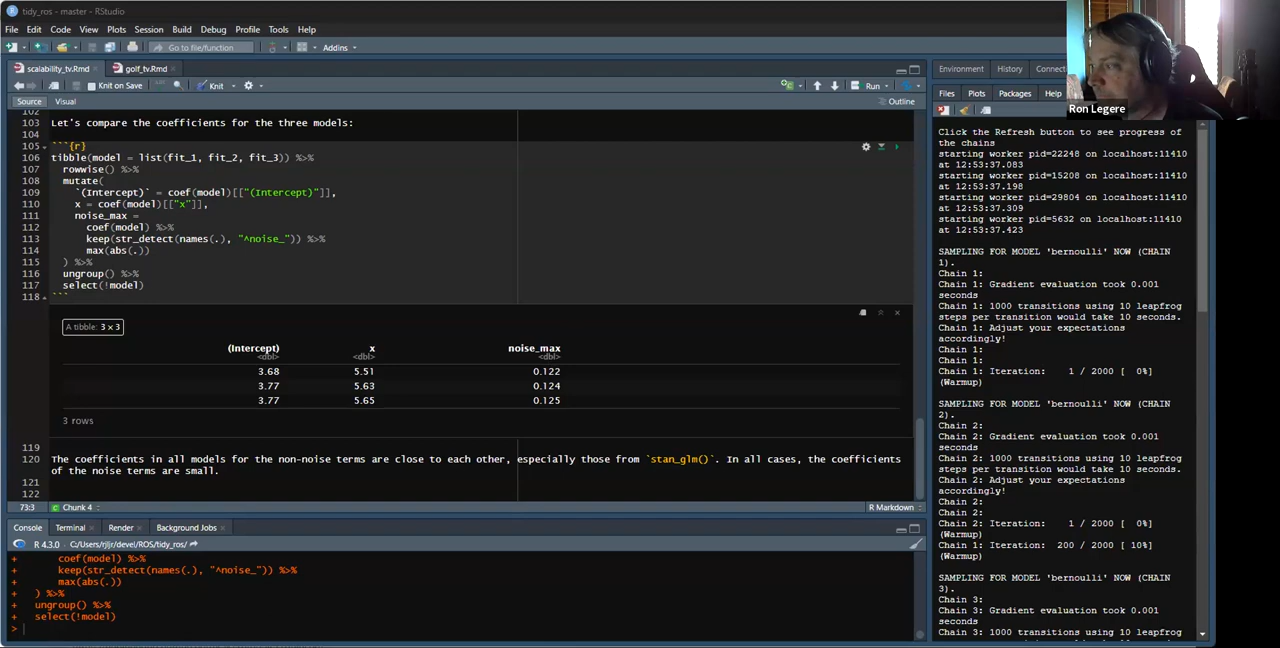 tidy_ros - master - RStudio
File Edit Code View Plots Session Build Debug Profile Tools Help
Go to file/function Addins
scalability_tv.Rmd golf_tv.Rmd
Knit on Save Knit Run
Source Visual Outline
102
103 Let's compare the coefficients for the three models:
104
105 ```{r}
106 tibble(model = list(fit_1, fit_2, fit_3)) %>%
107 rowwise() %>%
108 mutate(
109 `(Intercept)` = coef(model)[["(Intercept)"]],
110 x = coef(model)[["x"]],
111 noise_max =
112 coef(model) %>%
113 keep(str_detect(names(.), "^noise_")) %>%
114 max(abs(.))
115 ) %>%
116 ungroup() %>%
117 select(!model)
118 ```
A tibble: 3 × 3
(Intercept) x noise_max
<dbl> <dbl> <dbl>
3.68 5.51 0.122
3.77 5.63 0.124
3.77 5.65 0.125
3 rows
119
120 The coefficients in all models for the non-noise terms are close to each other, especially those from `stan_glm()`. In all cases, the coefficients
of the noise terms are small.
121
122
73:3 Chunk 4 R Markdown
Console Terminal Render Background Jobs
R 4.3.0 · C:/Users/rjljr/devel/ROS/tidy_ros/
+ coef(model) %>%
+ keep(str_detect(names(.), "^noise_")) %>%
+ max(abs(.))
+ ) %>%
+ ungroup() %>%
+ select(!model)
>
Environment History Connect
Files Plots Packages Help
Ron Legere
Click the Refresh button to see progress of
the chains
starting worker pid=22248 on localhost:11410
at 12:53:37.083
starting worker pid=15208 on localhost:11410
at 12:53:37.198
starting worker pid=29804 on localhost:11410
at 12:53:37.309
starting worker pid=5632 on localhost:11410
at 12:53:37.423
SAMPLING FOR MODEL 'bernoulli' NOW (CHAIN
1).
Chain 1:
Chain 1: Gradient evaluation took 0.001
seconds
Chain 1: 1000 transitions using 10 leapfrog
steps per transition would take 10 seconds.
Chain 1: Adjust your expectations
accordingly!
Chain 1:
Chain 1:
Chain 1: Iteration: 1 / 2000 [ 0%]
(Warmup)
SAMPLING FOR MODEL 'bernoulli' NOW (CHAIN
2).
Chain 2:
Chain 2: Gradient evaluation took 0.001
seconds
Chain 2: 1000 transitions using 10 leapfrog
steps per transition would take 10 seconds.
Chain 2: Adjust your expectations
accordingly!
Chain 2:
Chain 2:
Chain 2: Iteration: 1 / 2000 [ 0%]
(Warmup)
Chain 1: Iteration: 200 / 2000 [ 10%]
(Warmup)
SAMPLING FOR MODEL 'bernoulli' NOW (CHAIN
3).
Chain 3:
Chain 3: Gradient evaluation took 0.001
seconds
Chain 3: 1000 transitions using 10 leapfrog